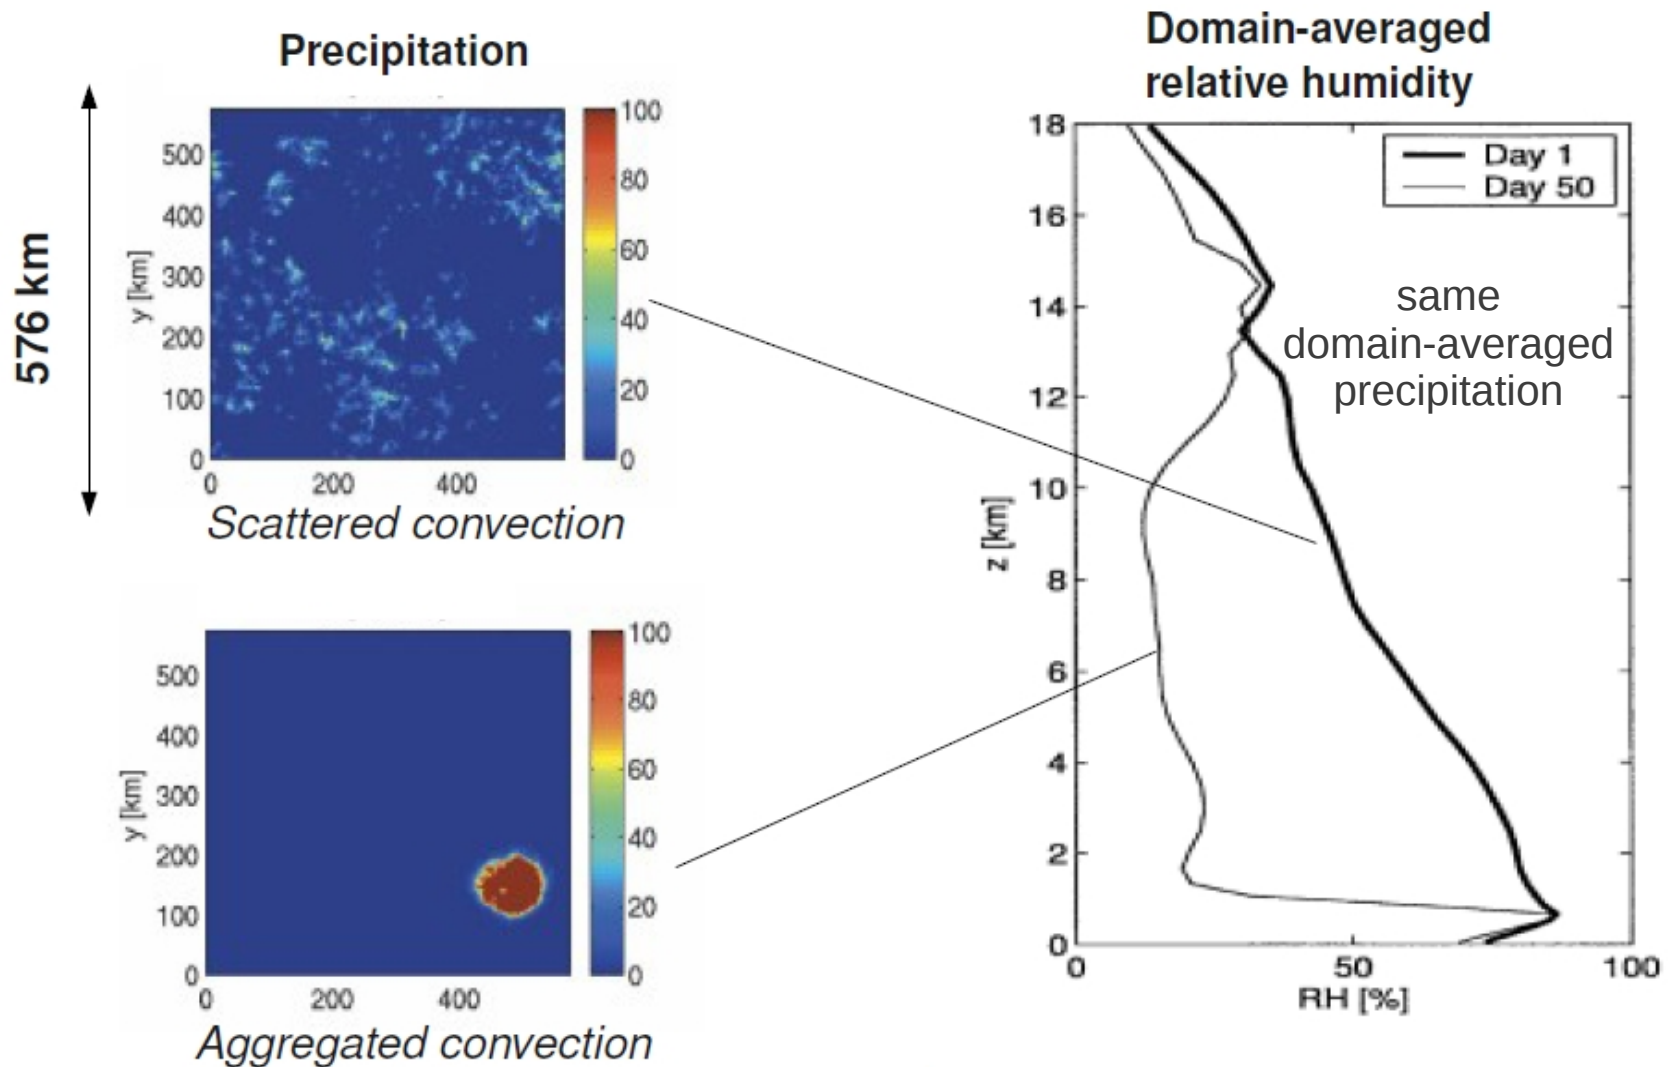 Precipitation
576 km
y [km]
500
400
300
200
100
0
0 200 400
100
80
60
40
20
0
Scattered convection
y [km]
500
400
300
200
100
0
0 200 400
100
80
60
40
20
0
Aggregated convection
Domain-averaged
relative humidity
Day 1
Day 50
same
domain-averaged
precipitation
z [km]
18
16
14
12
10
8
6
4
2
0
0 50 100
RH [%]